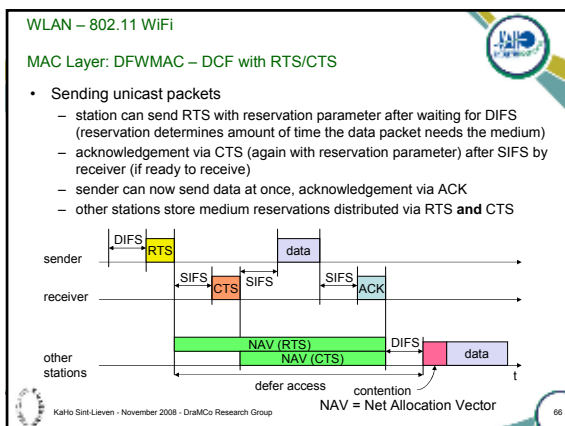 WLAN – 802.11 WiFi
MAC Layer: DFWMAC – DCF with RTS/CTS
• Sending unicast packets
– station can send RTS with reservation parameter after waiting for DIFS
(reservation determines amount of time the data packet needs the medium)
– acknowledgement via CTS (again with reservation parameter) after SIFS by
receiver (if ready to receive)
– sender can now send data at once, acknowledgement via ACK
– other stations store medium reservations distributed via RTS and CTS
DIFS
sender
RTS
data
SIFS
SIFS
SIFS
receiver
CTS
ACK
NAV (RTS)
DIFS
NAV (CTS)
other
stations
data
t
defer access
contention
NAV = Net Allocation Vector
KaHo Sint-Lieven - November 2008 - DraMCo Research Group
66